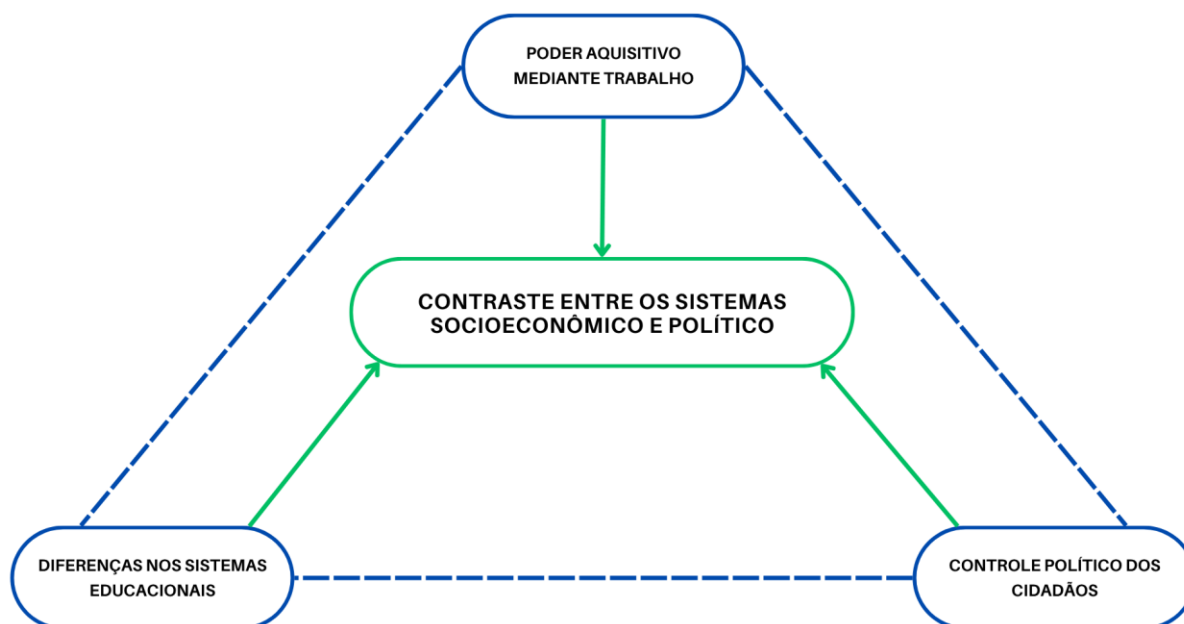 PODER AQUISITIVO
MEDIANTE TRABALHO
CONTRASTE ENTRE OS SISTEMAS
SOCIOECONÔMICO E POLÍTICO
DIFERENÇAS NOS SISTEMAS
EDUCACIONAIS
CONTROLE POLÍTICO DOS
CIDADÃOS